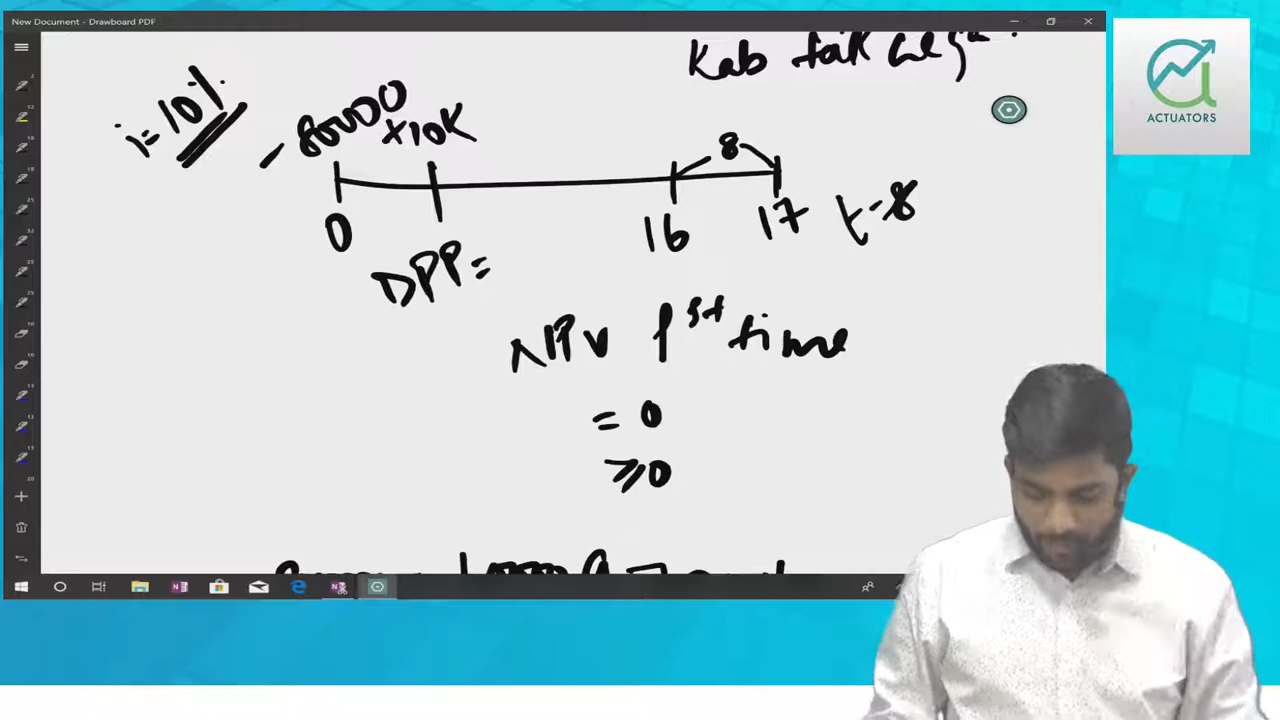 New Document - Drawboard PDF
Kab tak
i=10%
-80000
+10K
8
0
16
17
t-8
DPP=
NPV 1st time
= 0
≥0
ACTUATORS